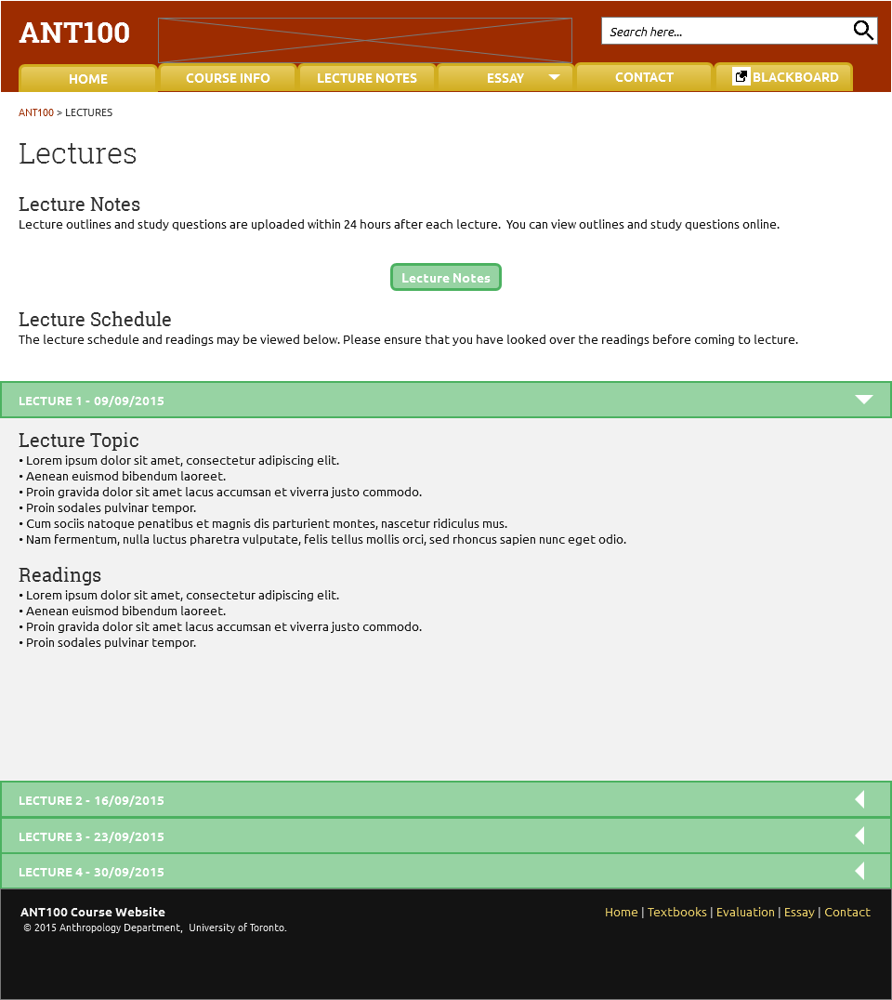 ANT100
Search here...
HOME COURSE INFO LECTURE NOTES ESSAY CONTACT BLACKBOARD
ANT100 > LECTURES
Lectures
Lecture Notes
Lecture outlines and study questions are uploaded within 24 hours after each lecture.  You can view outlines and study questions online.
Lecture Notes
Lecture Schedule
The lecture schedule and readings may be viewed below. Please ensure that you have looked over the readings before coming to lecture.
LECTURE 1 - 09/09/2015
Lecture Topic
• Lorem ipsum dolor sit amet, consectetur adipiscing elit.
• Aenean euismod bibendum laoreet.
• Proin gravida dolor sit amet lacus accumsan et viverra justo commodo.
• Proin sodales pulvinar tempor.
• Cum sociis natoque penatibus et magnis dis parturient montes, nascetur ridiculus mus.
• Nam fermentum, nulla luctus pharetra vulputate, felis tellus mollis orci, sed rhoncus sapien nunc eget odio.
Readings
• Lorem ipsum dolor sit amet, consectetur adipiscing elit.
• Aenean euismod bibendum laoreet.
• Proin gravida dolor sit amet lacus accumsan et viverra justo commodo.
• Proin sodales pulvinar tempor.
LECTURE 2 - 16/09/2015
LECTURE 3 - 23/09/2015
LECTURE 4 - 30/09/2015
ANT100 Course Website
© 2015 Anthropology Department,  University of Toronto.
Home | Textbooks | Evaluation | Essay | Contact